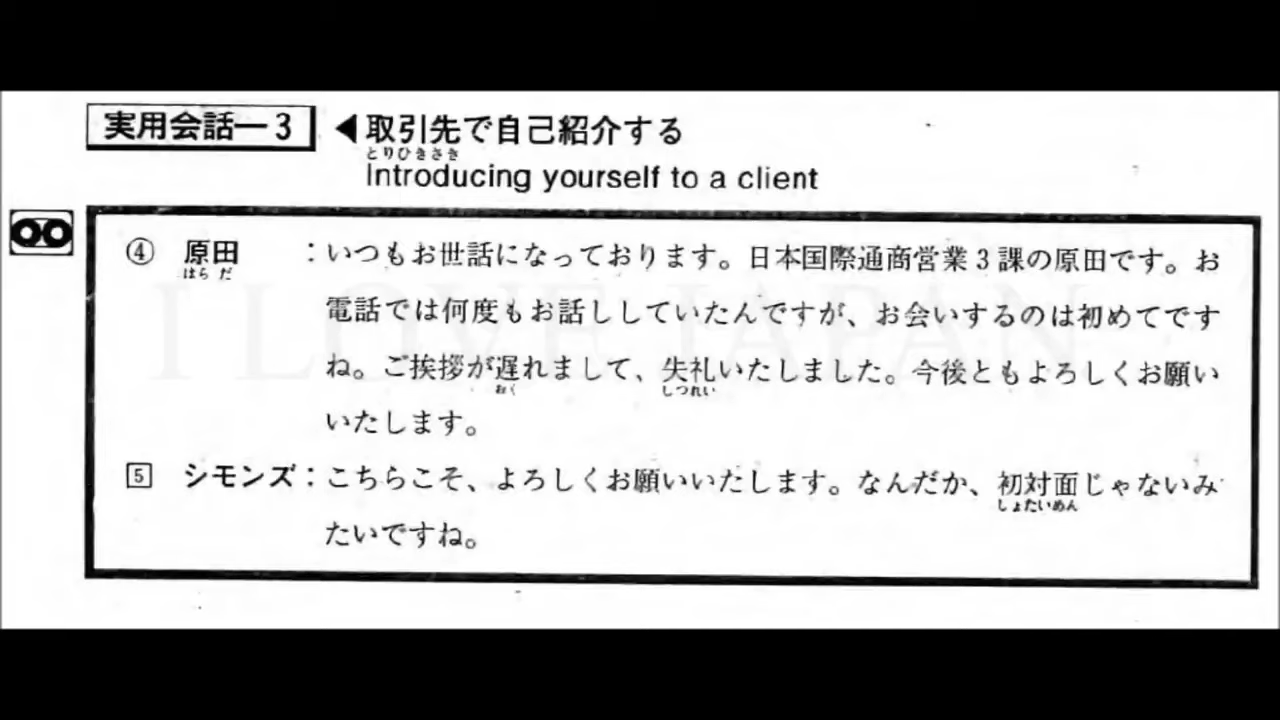 実用会話―3 ◀取引先で自己紹介する
とりひきさき
Introducing yourself to a client
④ 原田 :いつもお世話になっております。日本国際通商営業3課の原田です。お
はらだ
電話では何度もお話ししていたんですが、お会いするのは初めてです
ね。ご挨拶が遅れまして、失礼いたしました。今後ともよろしくお願い
おく しつれい
いたします。
5 シモンズ:こちらこそ、よろしくお願いいたします。なんだか、初対面じゃないみ
しょたいめん
たいですね。
I LOVE JAPAN